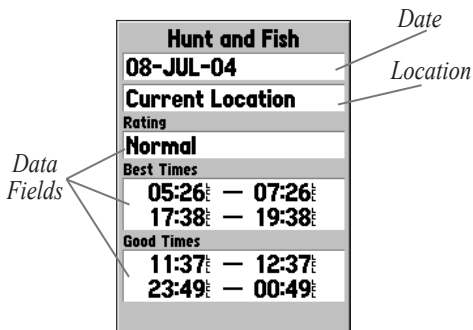 Hunt and Fish
Date
08-JUL-04
Location
Current Location
Rating
Normal
Data
Fields
Best Times
05:26 — 07:26
17:38 — 19:38
Good Times
11:37 — 12:37
23:49 — 00:49